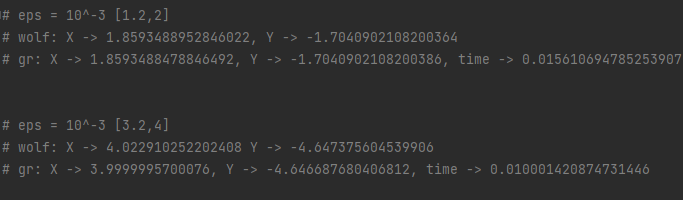 # eps = 10^-3 [1.2,2]
# wolf: X -> 1.8593488952846022, Y -> -1.7040902108200364
# gr: X -> 1.8593488478846492, Y -> -1.7040902108200386, time -> 0.015610694785253907
# eps = 10^-3 [3.2,4]
# wolf: X -> 4.022910252202408 Y -> -4.647375604539906
# gr: X -> 3.9999995700076, Y -> -4.646687680406812, time -> 0.010001420874731446